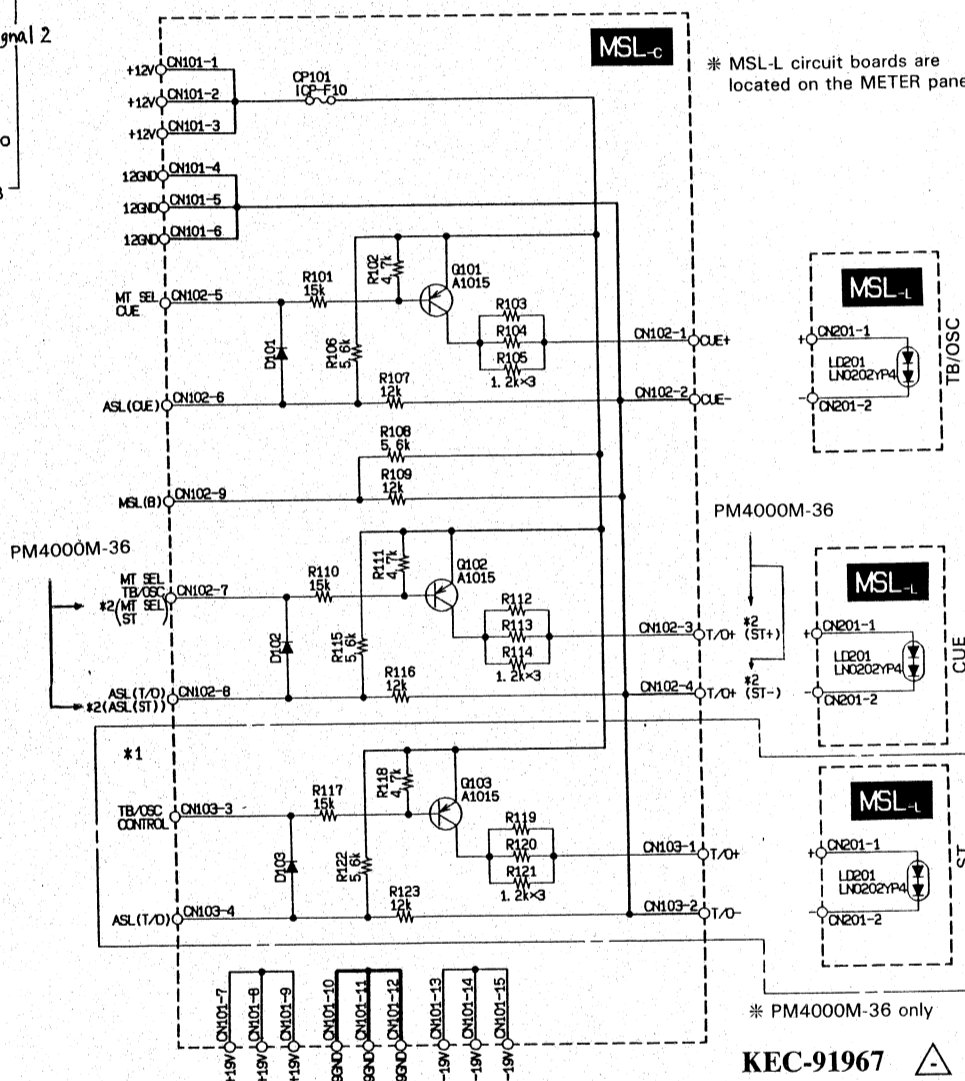 gnal 2
MSL-C
※ MSL-L circuit boards are
located on the METER pane
+12V CN101-1
+12V CN101-2
+12V CN101-3
CP101
ICP-F10
12GND CN101-4
12GND CN101-5
12GND CN101-6
MT SEL
CUE
CN102-5
R101
15k
R102
4.7k
Q101
A1015
R103
R104
R105
1.2k×3
D101
R106
5.6k
R107
12k
ASL(CUE) CN102-6
CN102-1 CUE+
CN102-2 CUE-
MSL-L
+ CN201-1
LD201
LN0202YP4
- CN201-2
TB/OSC
R108
5.6k
R109
12k
MSL(B) CN102-9
PM4000M-36
PM4000M-36
MT SEL
TB/OSC
*2(MT SEL
ST)
CN102-7
R110
15k
R111
4.7k
Q102
A1015
R112
R113
R114
1.2k×3
D102
R115
5.6k
R116
12k
ASL(T/O) CN102-8
*2(ASL(ST))
CN102-3 T/O+
*2
(ST+)
CN102-4 T/O+
*2
(ST-)
MSL-L
+ CN201-1
LD201
LN0202YP4
- CN201-2
CUE
*1
TB/OSC
CONTROL
CN103-3
R117
15k
R118
4.7k
Q103
A1015
R119
R120
R121
1.2k×3
D103
R122
5.6k
R123
12k
ASL(T/O) CN103-4
CN103-1 T/O+
CN103-2 T/O-
MSL-L
+ CN201-1
LD201
LN0202YP4
- CN201-2
ST
+19V CN101-7
+19V CN101-8
+19V CN101-9
9GND CN101-10
9GND CN101-11
9GND CN101-12
-19V CN101-13
-19V CN101-14
-19V CN101-15
※ PM4000M-36 only
KEC-91967